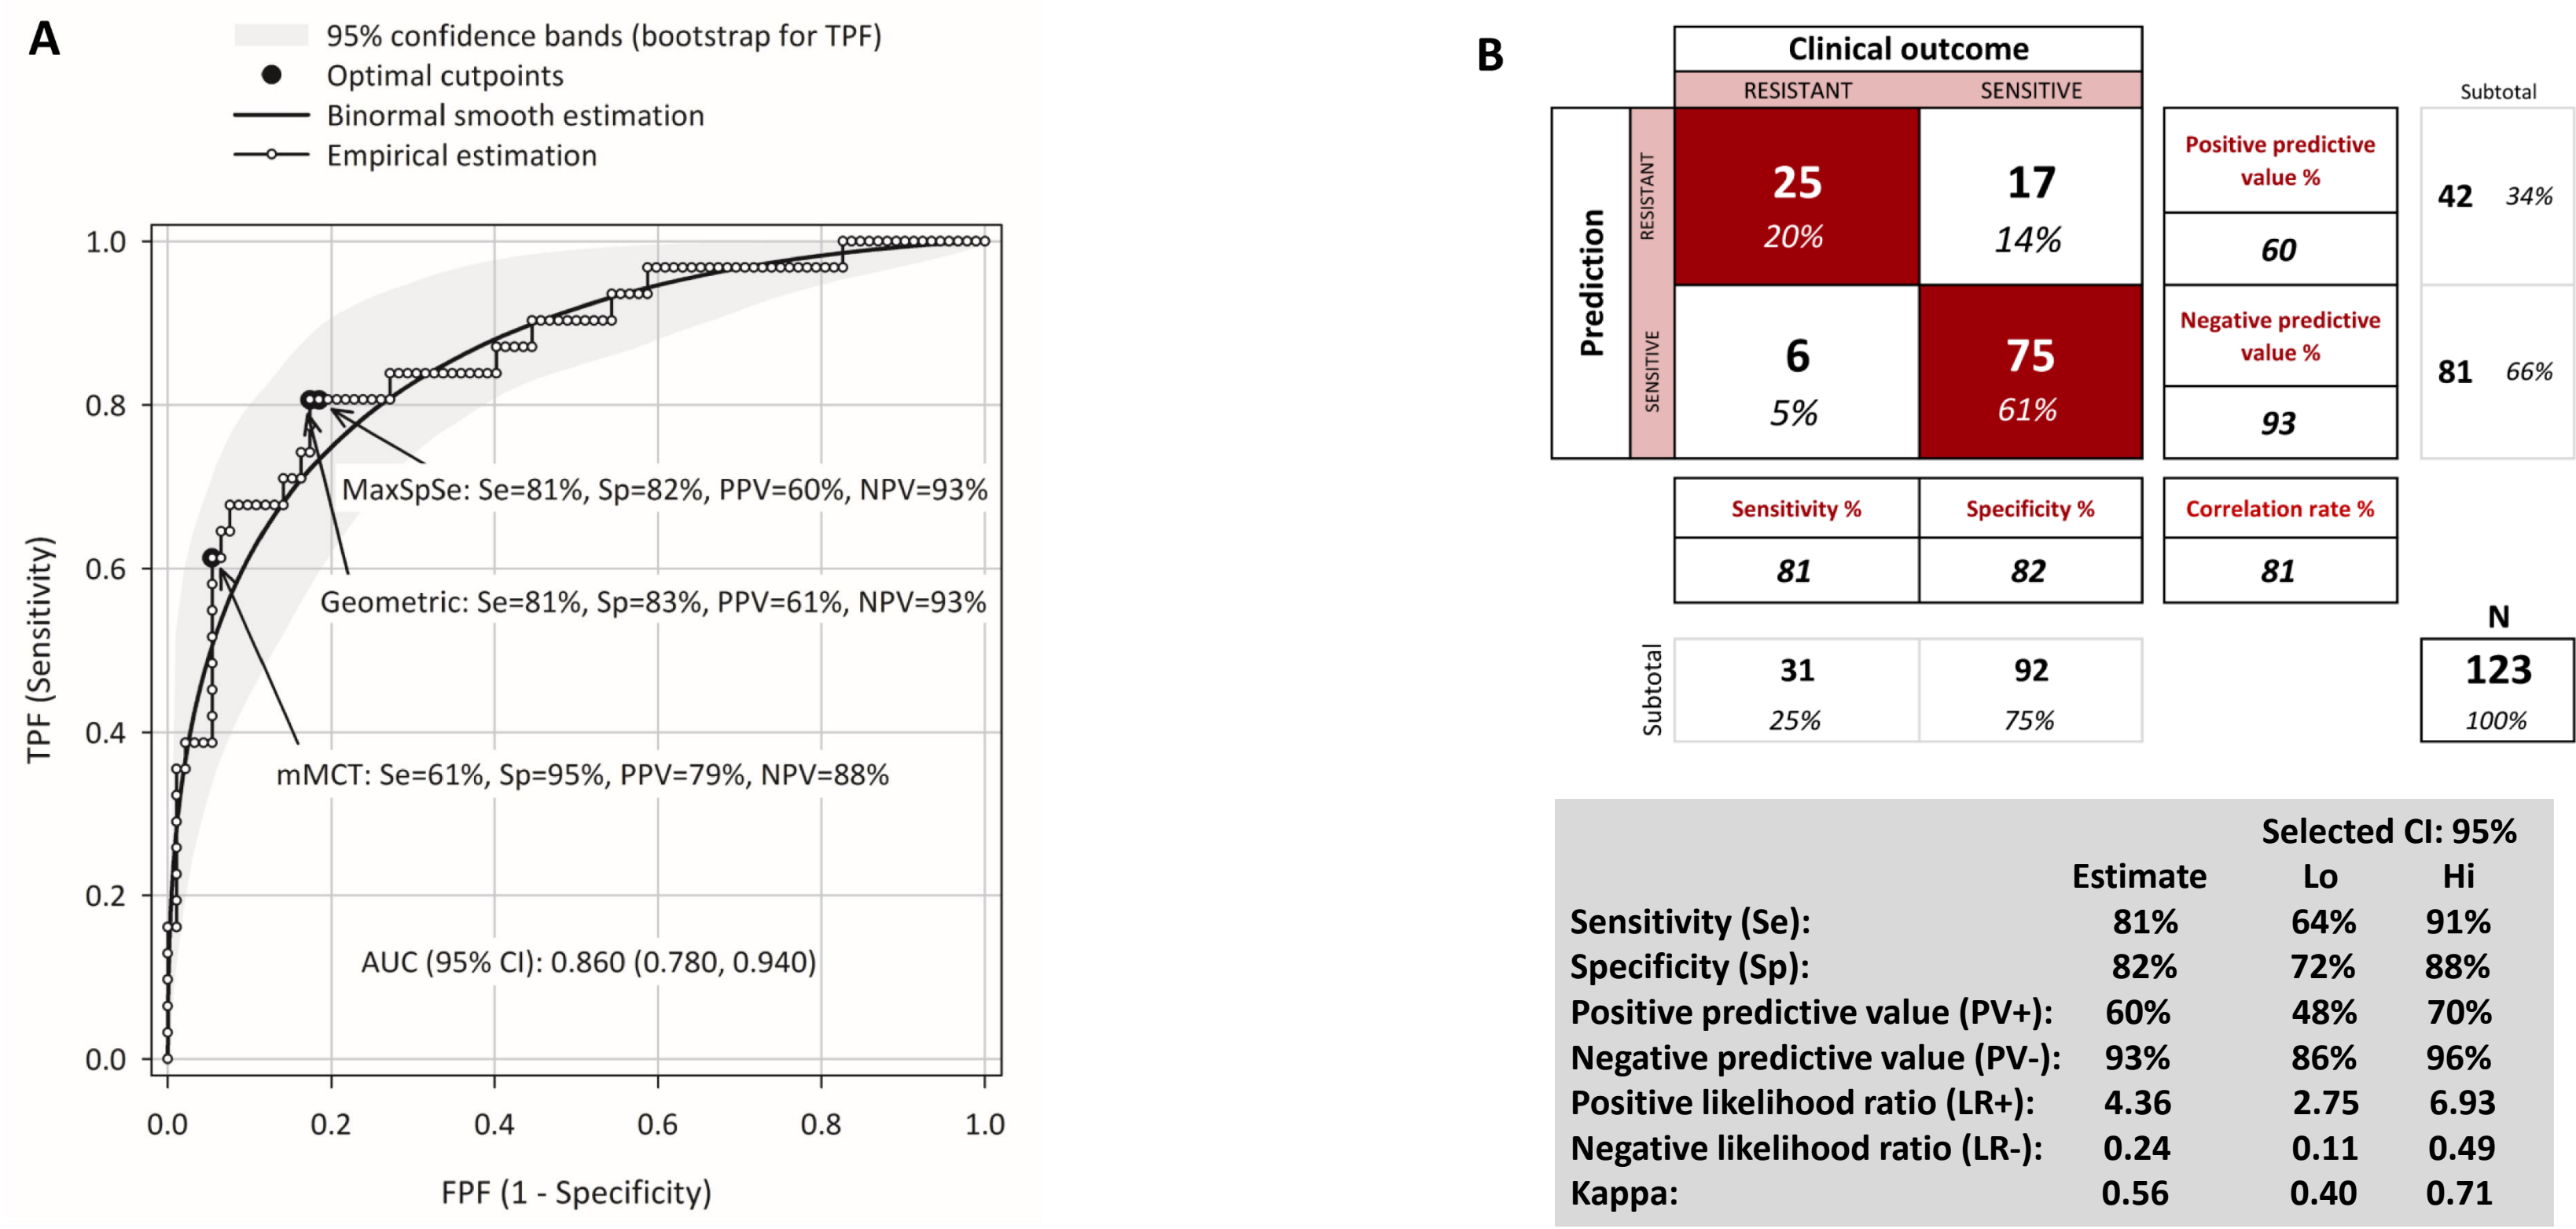 A
95% confidence bands (bootstrap for TPF)
Optimal cutpoints
Binormal smooth estimation
Empirical estimation
TPF (Sensitivity)
1.0
0.8
0.6
0.4
0.2
0.0
MaxSpSe: Se=81%, Sp=82%, PPV=60%, NPV=93%
Geometric: Se=81%, Sp=83%, PPV=61%, NPV=93%
mMCT: Se=61%, Sp=95%, PPV=79%, NPV=88%
AUC (95% CI): 0.860 (0.780, 0.940)
0.0 0.2 0.4 0.6 0.8 1.0
FPF (1 - Specificity)
B
Clinical outcome
RESISTANT SENSITIVE
Subtotal
Prediction
RESISTANT
25 17
20% 14%
Positive predictive
value %
60
42 34%
SENSITIVE
6 75
5% 61%
Negative predictive
value %
93
81 66%
Sensitivity % Specificity % Correlation rate %
81 82 81
Subtotal
31 92
25% 75%
N
123
100%
Selected CI: 95%
Estimate Lo Hi
Sensitivity (Se): 81% 64% 91%
Specificity (Sp): 82% 72% 88%
Positive predictive value (PV+): 60% 48% 70%
Negative predictive value (PV-): 93% 86% 96%
Positive likelihood ratio (LR+): 4.36 2.75 6.93
Negative likelihood ratio (LR-): 0.24 0.11 0.49
Kappa: 0.56 0.40 0.71